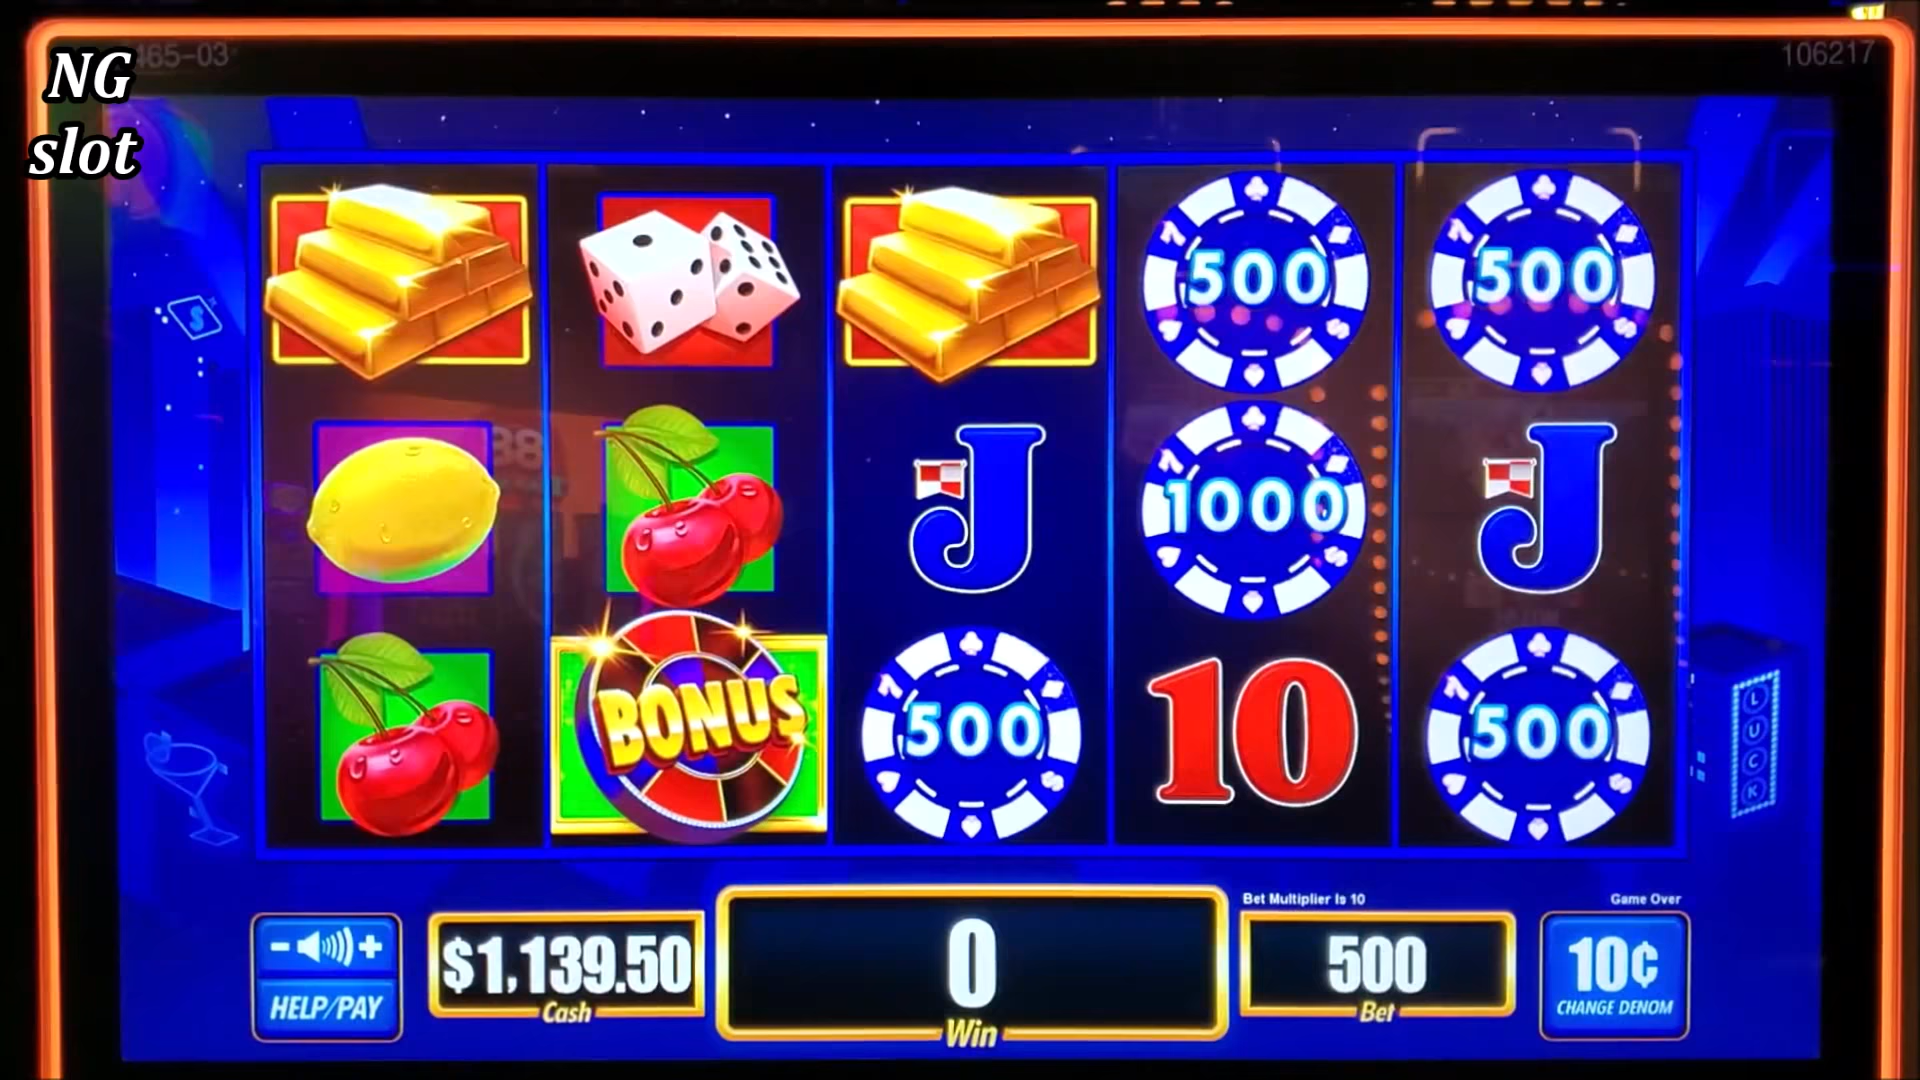 NG
slot
465-03
106217
500
500
S
38
J
1000
J
BONUS
500
10
500
L
U
C
K
Bet Multiplier Is 10
Game Over
HELP/PAY
$1,139.50
Cash
0
Win
500
Bet
10¢
CHANGE DENOM